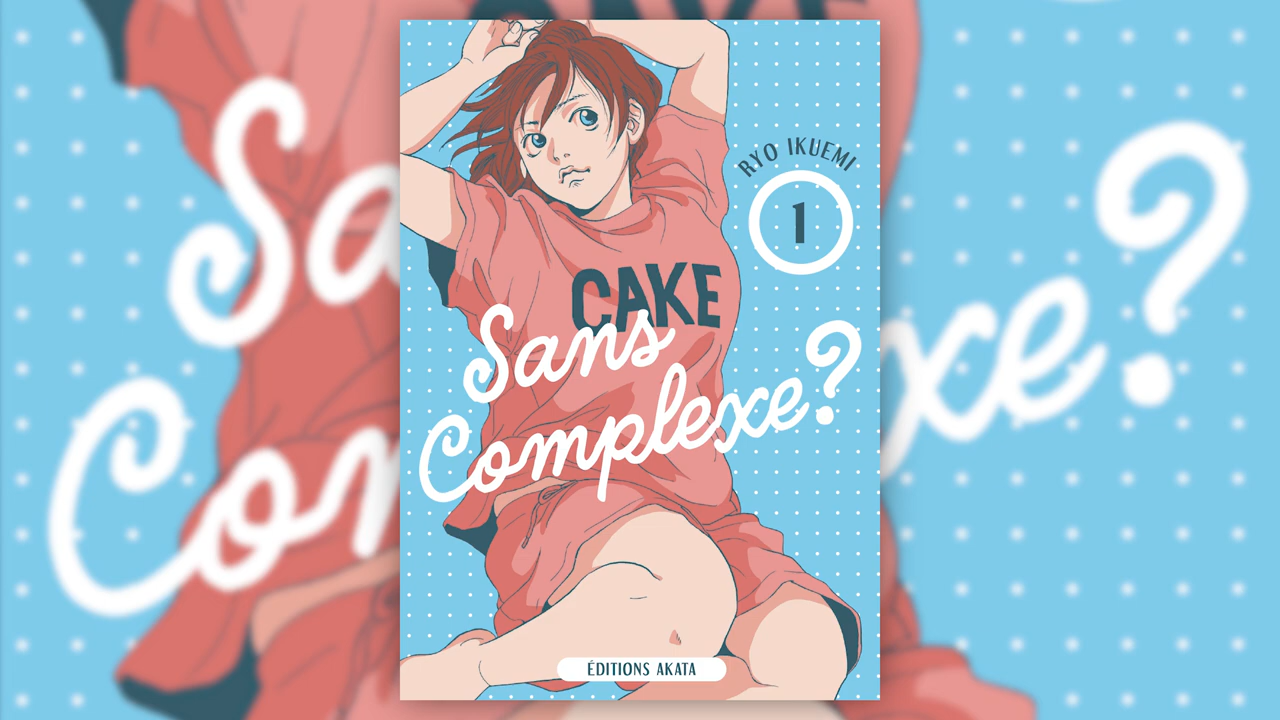 RYO IKUEMI
1
CAKE
Sans
Complexe?
ÉDITIONS AKATA